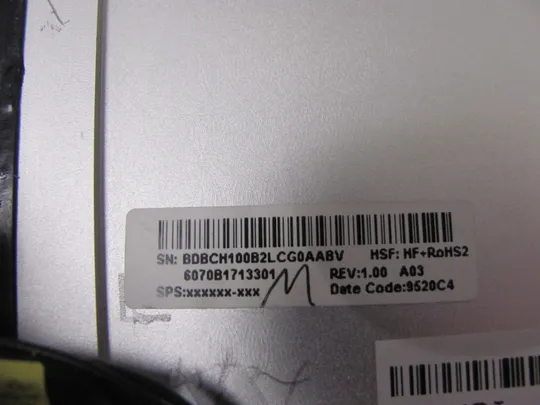 SN: BDBCH100B2LCG0AABV HSF: HF+RoHS2
6070B1713301 REV:1.00 A03
SPS:xxxxxx-xxx M Date Code:9520C4